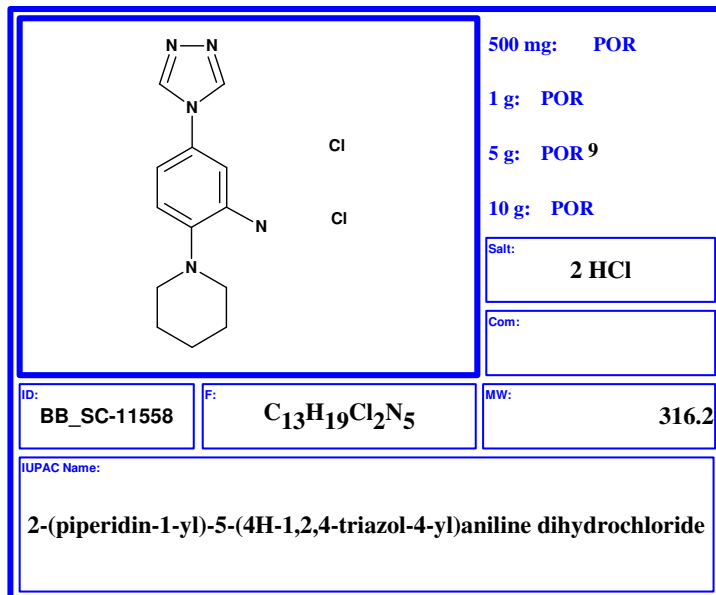 N N
N
N
N
Cl
Cl
500 mg: POR
1 g: POR
5 g: POR 9
10 g: POR
Salt:
2 HCl
Com:
ID:
BB_SC-11558
F:
C13H19Cl2N5
MW:
316.2
IUPAC Name:
2-(piperidin-1-yl)-5-(4H-1,2,4-triazol-4-yl)aniline dihydrochloride